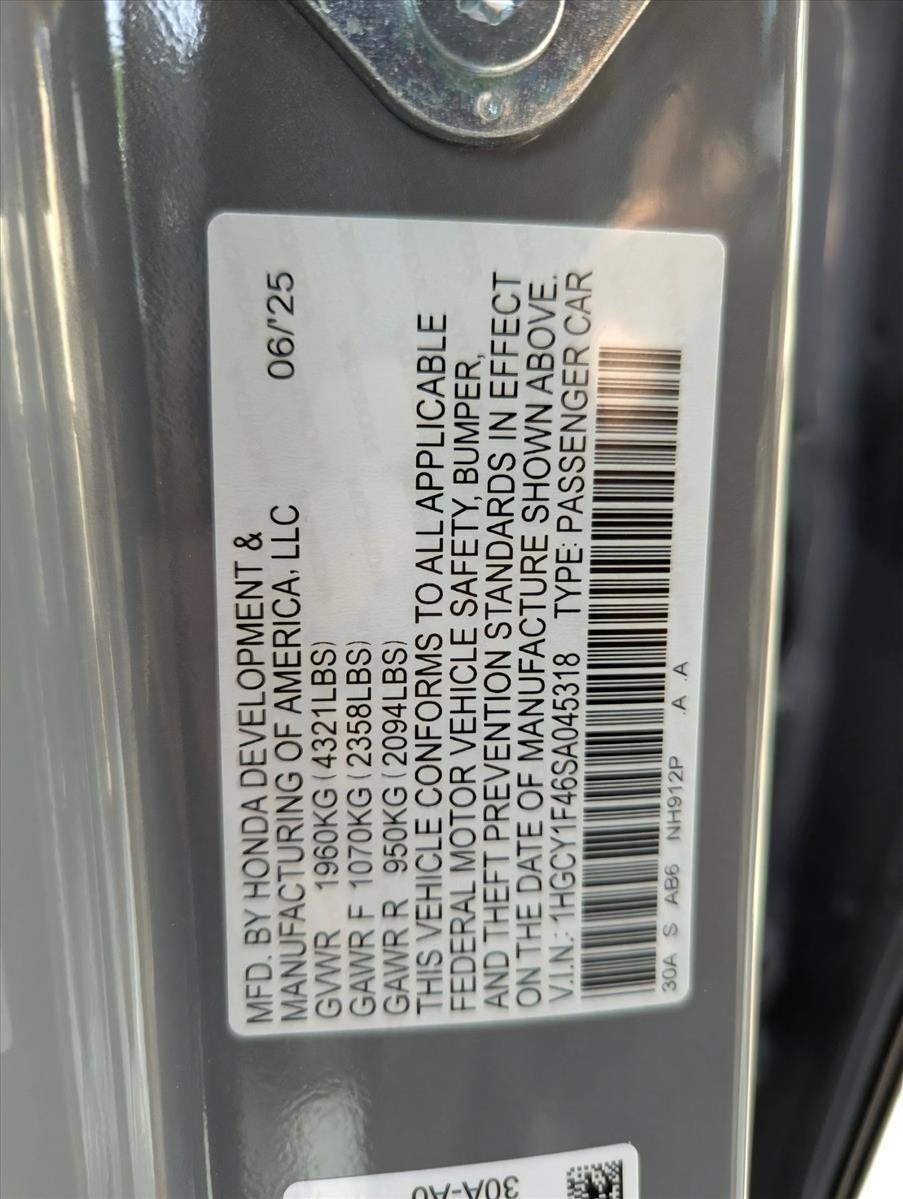 MFD. BY HONDA DEVELOPMENT &
MANUFACTURING OF AMERICA, LLC 06/'25
GVWR 1960KG (4321LBS)
GAWR F 1070KG (2358LBS)
GAWR R 950KG (2094LBS)
THIS VEHICLE CONFORMS TO ALL APPLICABLE
FEDERAL MOTOR VEHICLE SAFETY, BUMPER,
AND THEFT PREVENTION STANDARDS IN EFFECT
ON THE DATE OF MANUFACTURE SHOWN ABOVE.
V.I.N.: 1HGCY1F46SA045318 TYPE: PASSENGER CAR
30A S AB6 NH912P .A .A
30A-A0